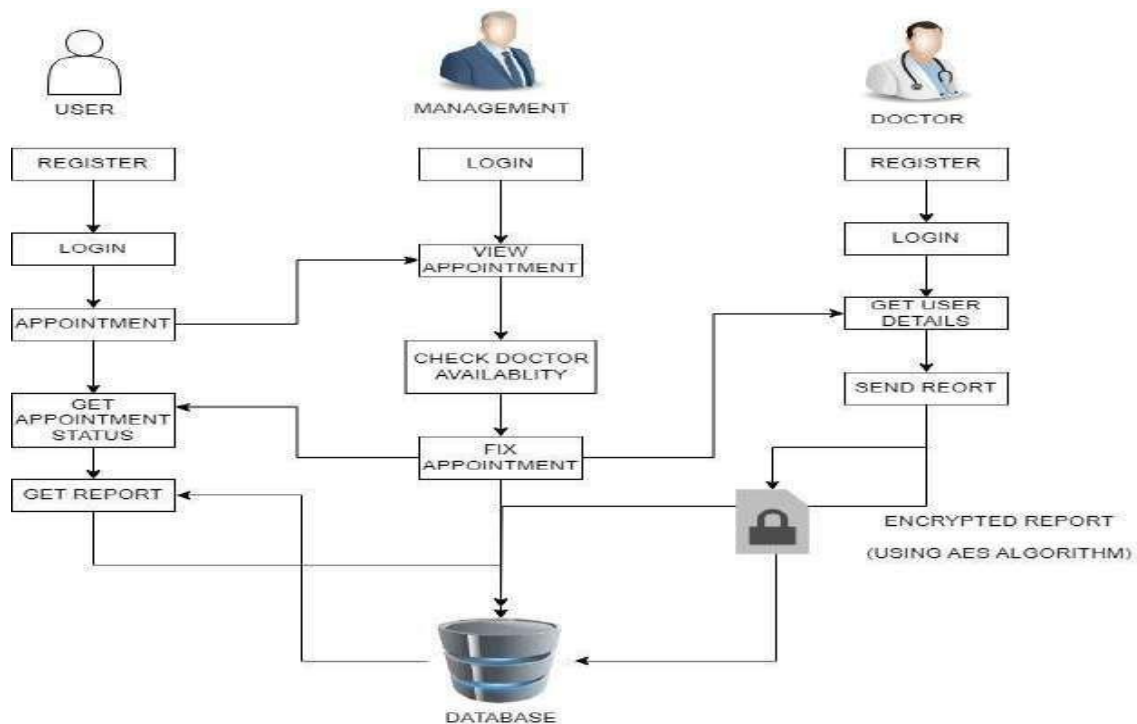 USER
REGISTER
LOGIN
APPOINTMENT
GET
APPOINTMENT
STATUS
GET REPORT
MANAGEMENT
LOGIN
VIEW
APPOINTMENT
CHECK DOCTOR
AVAILABLITY
FIX
APPOINTMENT
DATABASE
DOCTOR
REGISTER
LOGIN
GET USER
DETAILS
SEND REORT
ENCRYPTED REPORT
(USING AES ALGORITHM)